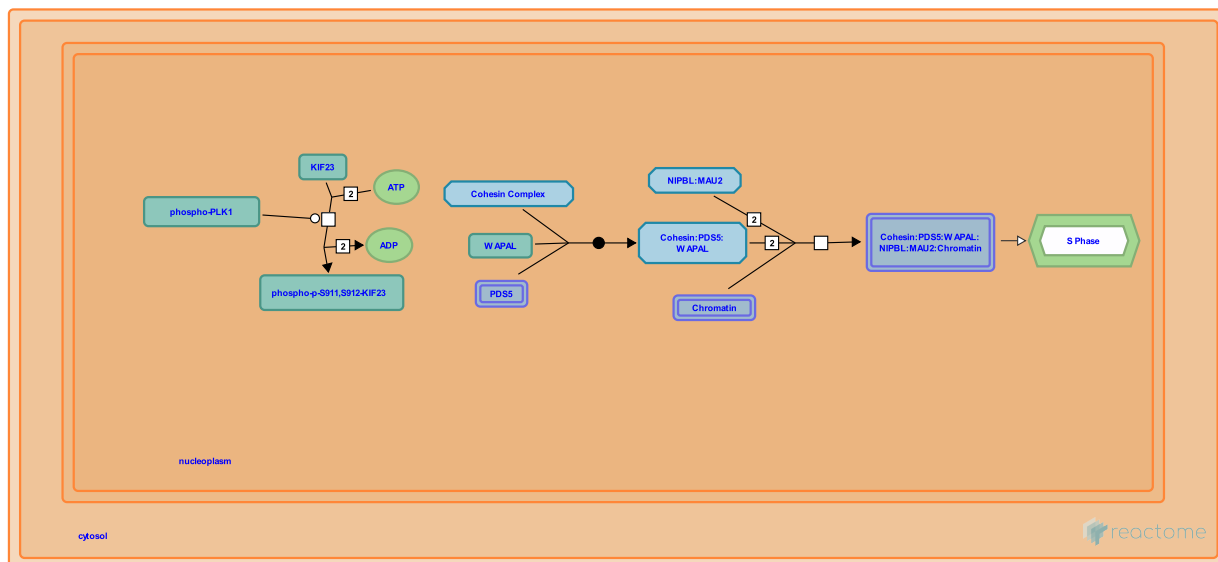 KIF23
2
ATP
phospho-PLK1
2
ADP
phospho-p-S911,S912-KIF23
Cohesin Complex
WAPAL
PDS5
NIPBL:MAU2
2
Cohesin:PDS5:
WAPAL
2
Chromatin
Cohesin:PDS5:WAPAL:
NIPBL:MAU2:Chromatin
S Phase
nucleoplasm
cytosol
reactome